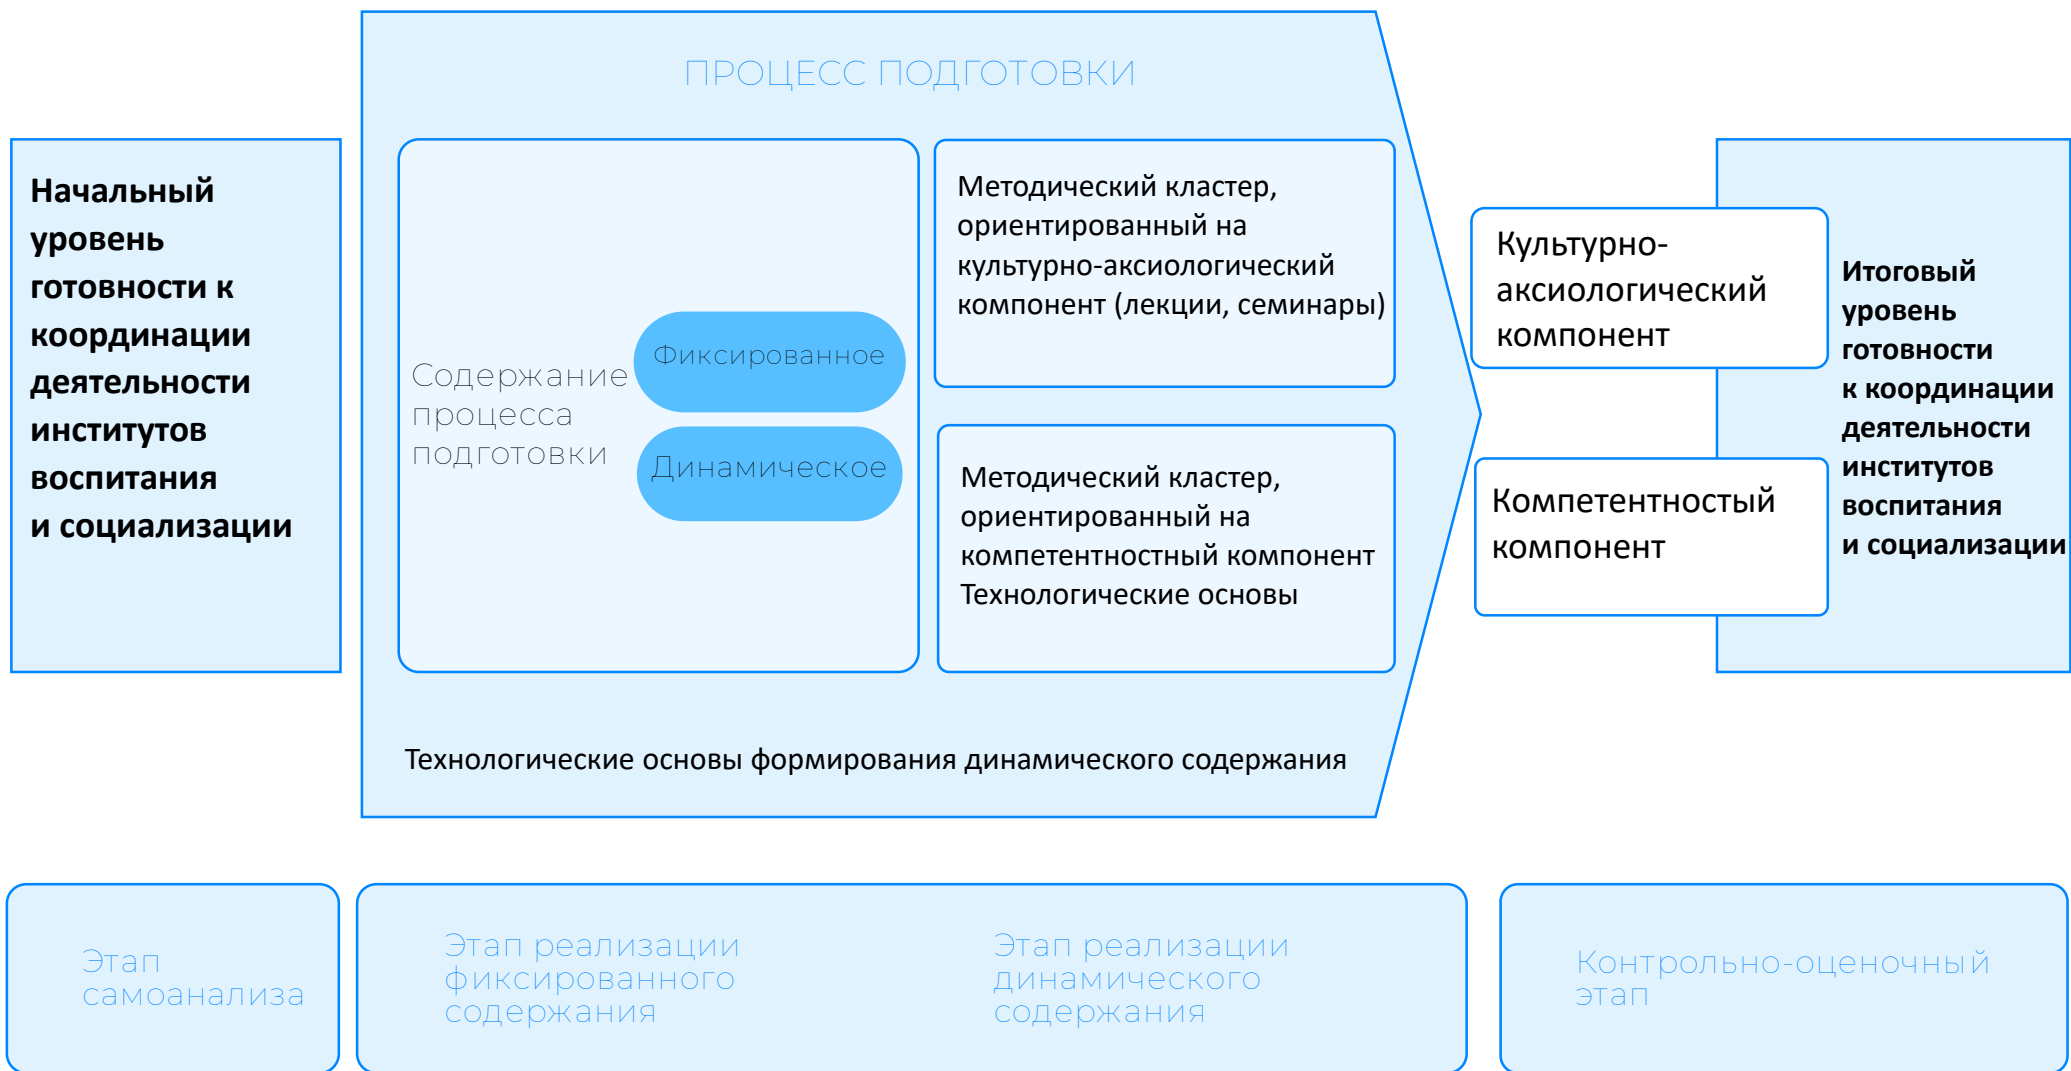 ПРОЦЕСС ПОДГОТОВКИ
Начальный
уровень
готовности к
координации
деятельности
институтов
воспитания
и социализации
Содержание
процесса
подготовки
Фиксированное
Динамическое
Методический кластер,
ориентированный на
культурно-аксиологический
компонент (лекции, семинары)
Методический кластер,
ориентированный на
компетентностный компонент
Технологические основы
Технологические основы формирования динамического содержания
Культурно-
аксиологический
компонент
Компетентностый
компонент
Итоговый
уровень
готовности
к координации
деятельности
институтов
воспитания
и социализации
Этап
самоанализа
Этап реализации
фиксированного
содержания
Этап реализации
динамического
содержания
Контрольно-оценочный
этап